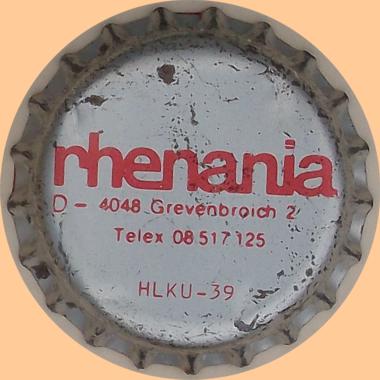 rhenania
D - 4048 Grevenbroich 2
Telex 08 517 125
HLKU-39